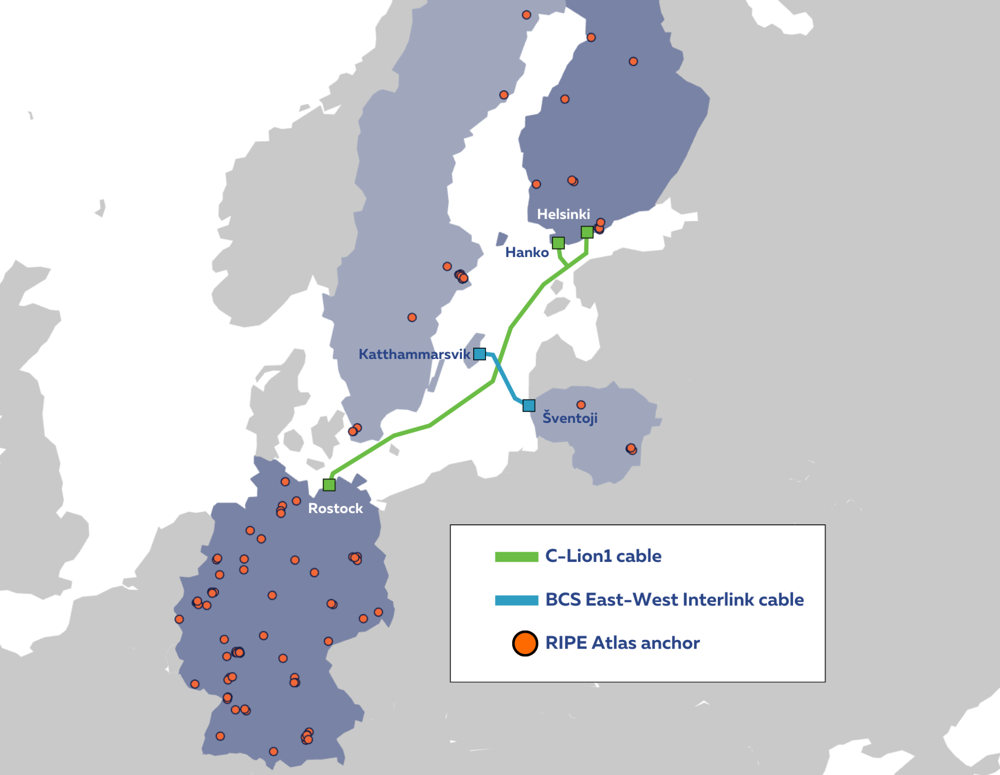 Helsinki
Hanko
Katthammarsvik
Šventoji
Rostock
C-Lion1 cable
BCS East-West Interlink cable
RIPE Atlas anchor